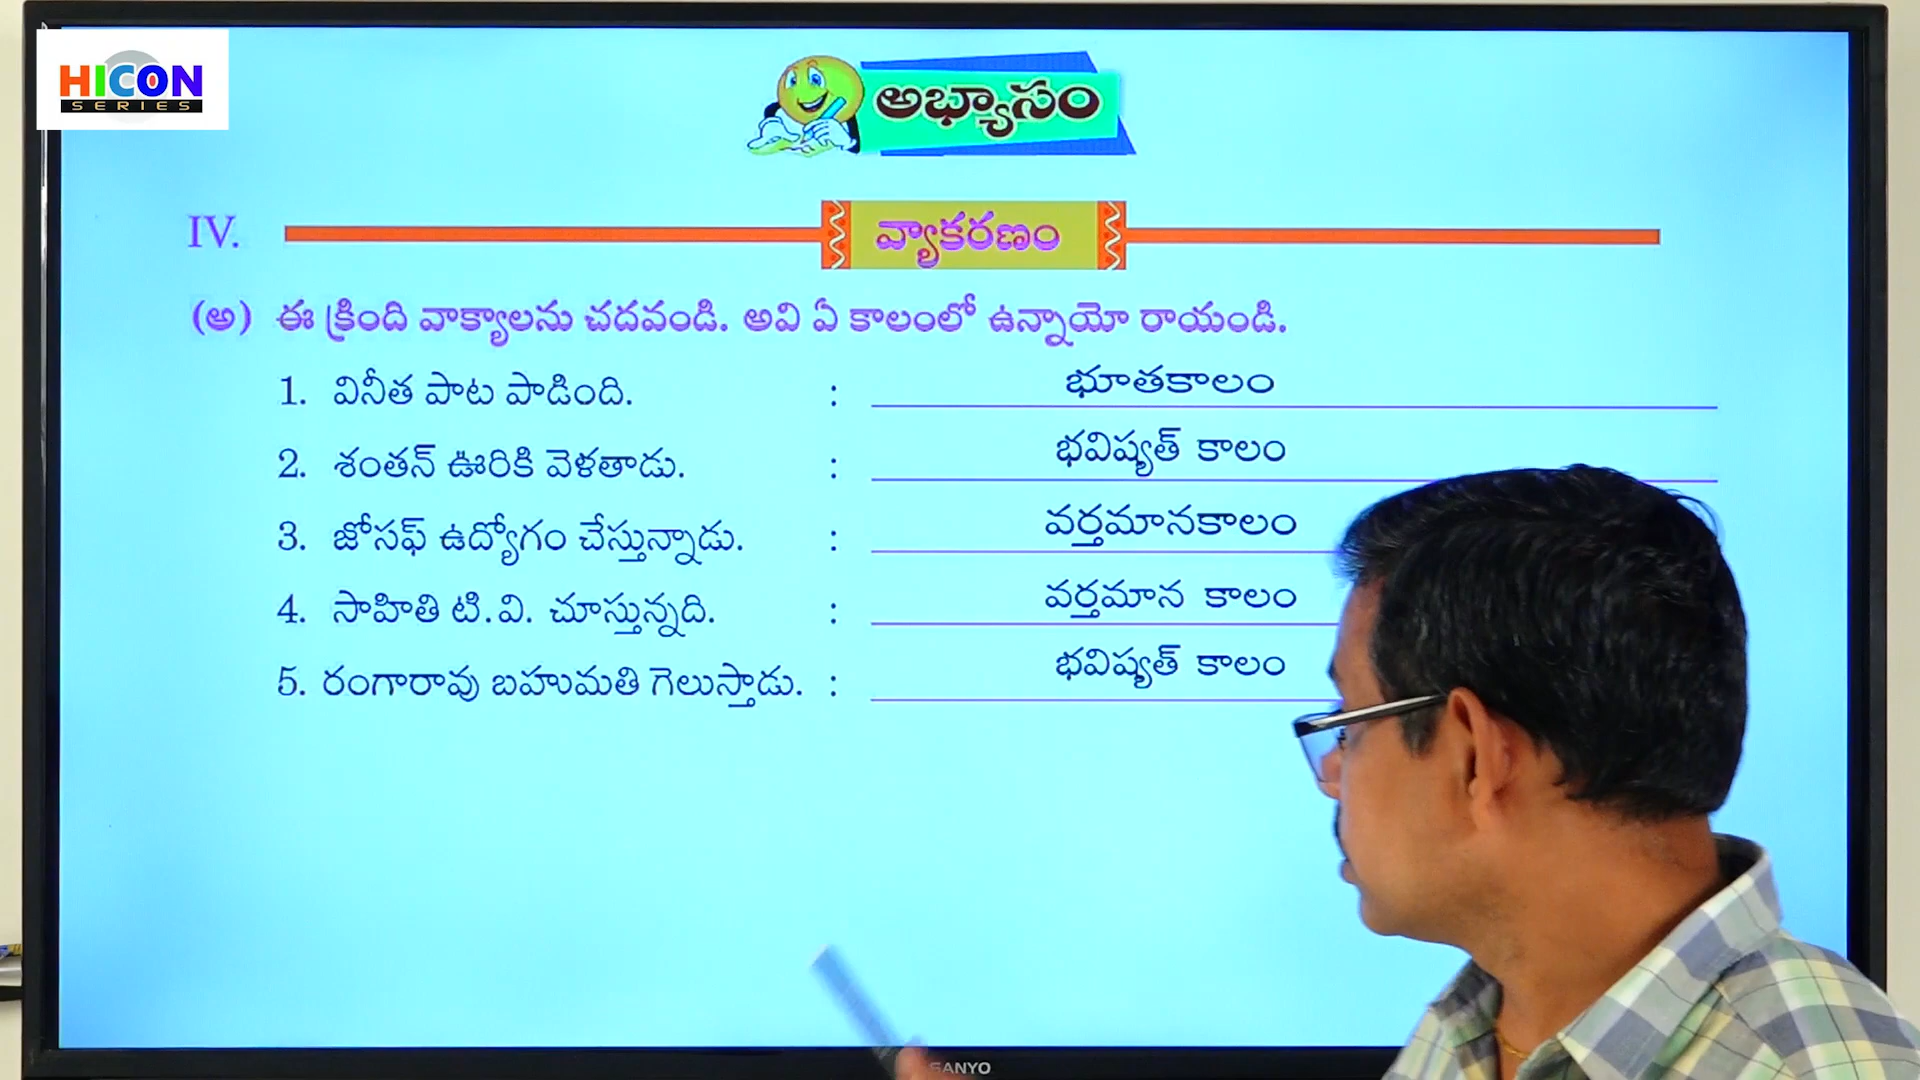 HICON
SERIES
అభ్యాసం
IV. వ్యాకరణం
(అ) ఈ క్రింది వాక్యాలను చదవండి. అవి ఏ కాలంలో ఉన్నాయో రాయండి.
1. వినీత పాట పాడింది. : భూతకాలం
2. శంతన్ ఊరికి వెళతాడు. : భవిష్యత్ కాలం
3. జోసఫ్ ఉద్యోగం చేస్తున్నాడు. : వర్తమానకాలం
4. సాహితి టి.వి. చూస్తున్నది. : వర్తమాన కాలం
5. రంగారావు బహుమతి గెలుస్తాడు. : భవిష్యత్ కాలం
SANYO